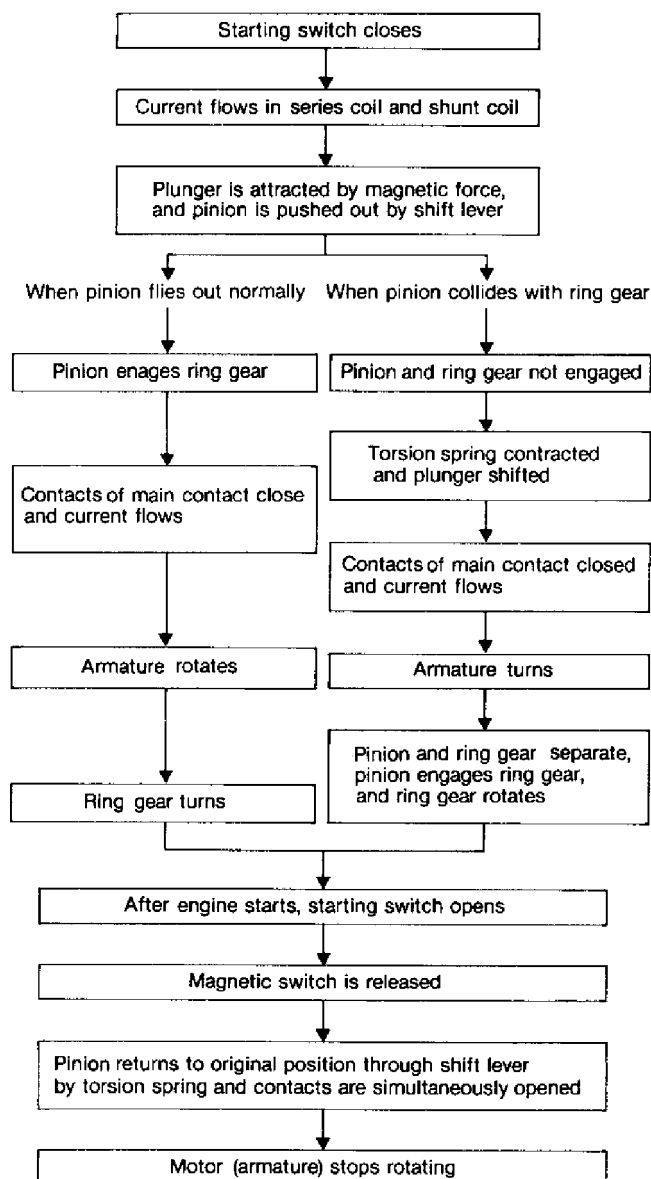 Starting switch closes
Current flows in series coil and shunt coil
Plunger is attracted by magnetic force,
and pinion is pushed out by shift lever
When pinion flies out normally
Pinion enages ring gear
Contacts of main contact close
and current flows
Armature rotates
Ring gear turns
When pinion collides with ring gear
Pinion and ring gear not engaged
Torsion spring contracted
and plunger shifted
Contacts of main contact closed
and current flows
Armature turns
Pinion and ring gear separate,
pinion engages ring gear,
and ring gear rotates
After engine starts, starting switch opens
Magnetic switch is released
Pinion returns to original position through shift lever
by torsion spring and contacts are simultaneously opened
Motor (armature) stops rotating